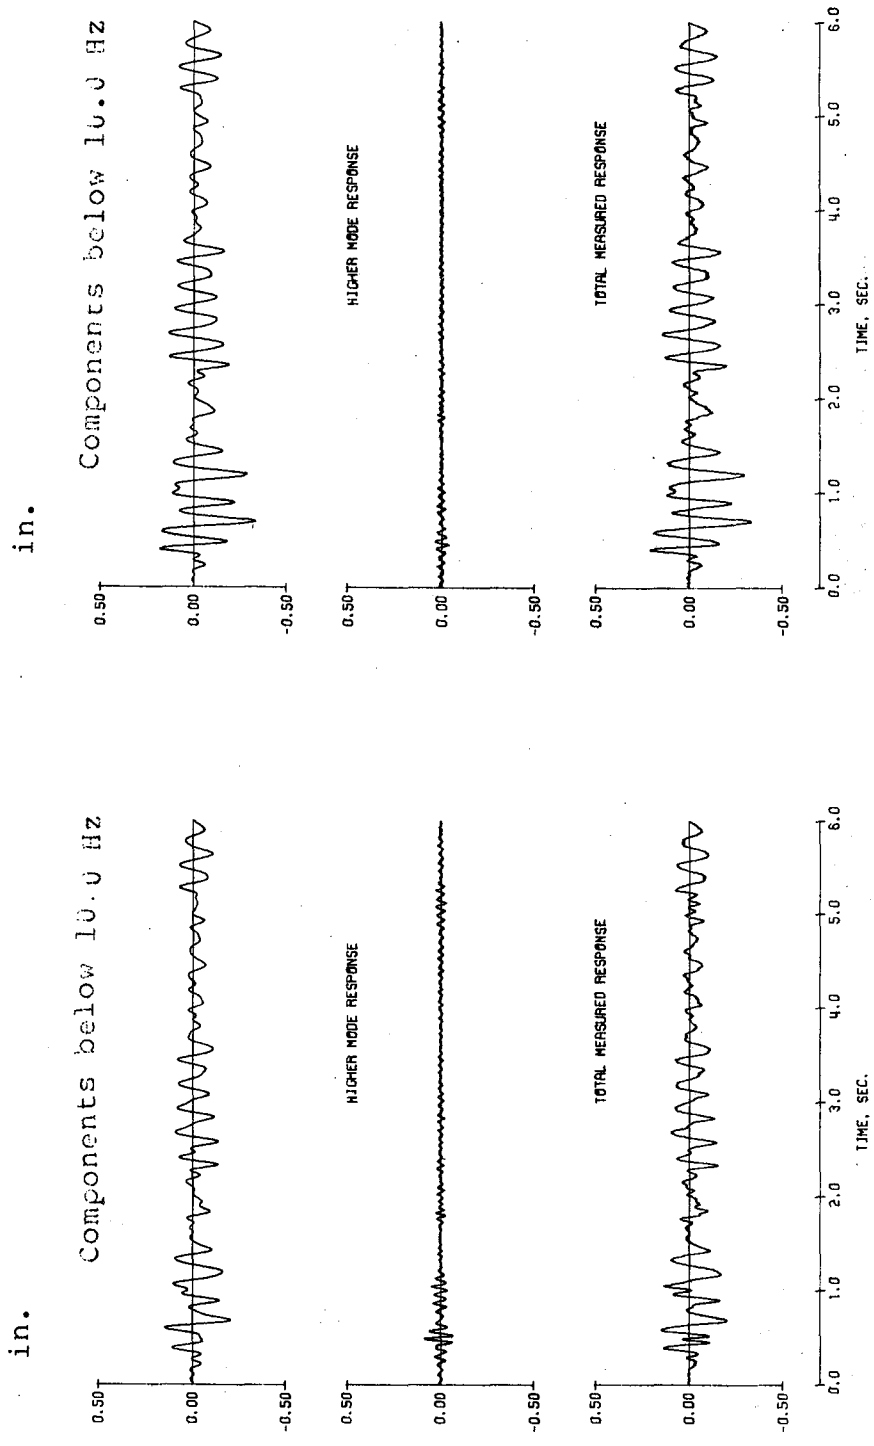 in.
Components below 10.0 Hz
0.50
0.00
-0.50
HIGHER MODE RESPONSE
0.50
0.00
-0.50
TOTAL MEASURED RESPONSE
0.50
0.00
-0.50
0.0 1.0 2.0 3.0 4.0 5.0 6.0
TIME, SEC.
in.
Components below 10.0 Hz
0.50
0.00
-0.50
HIGHER MODE RESPONSE
0.50
0.00
-0.50
TOTAL MEASURED RESPONSE
0.50
0.00
-0.50
0.0 1.0 2.0 3.0 4.0 5.0 6.0
TIME, SEC.